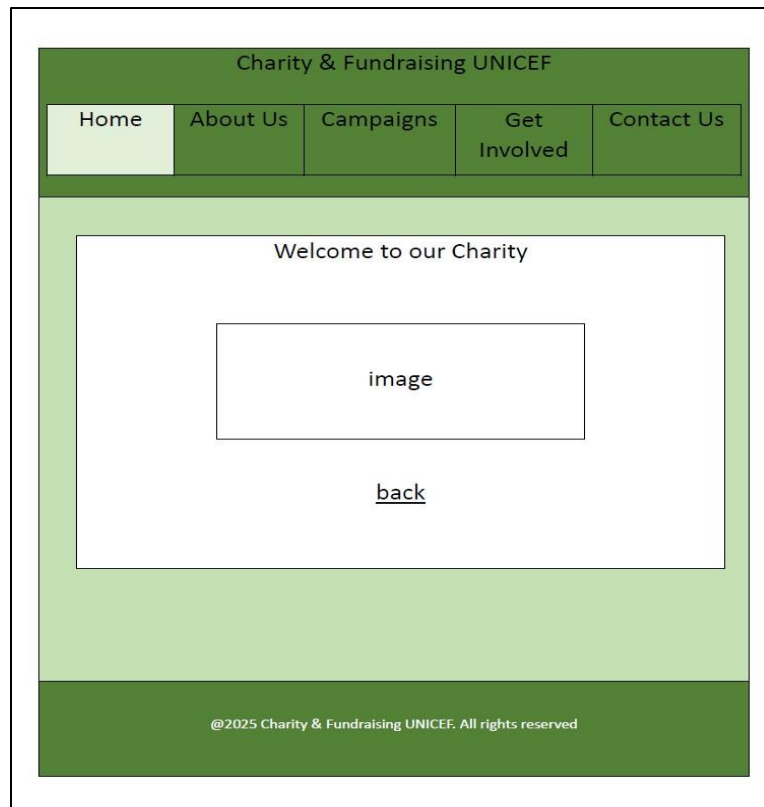 Charity & Fundraising UNICEF
Home
About Us
Campaigns
Get
Involved
Contact Us
Welcome to our Charity
image
back
@2025 Charity & Fundraising UNICEF. All rights reserved